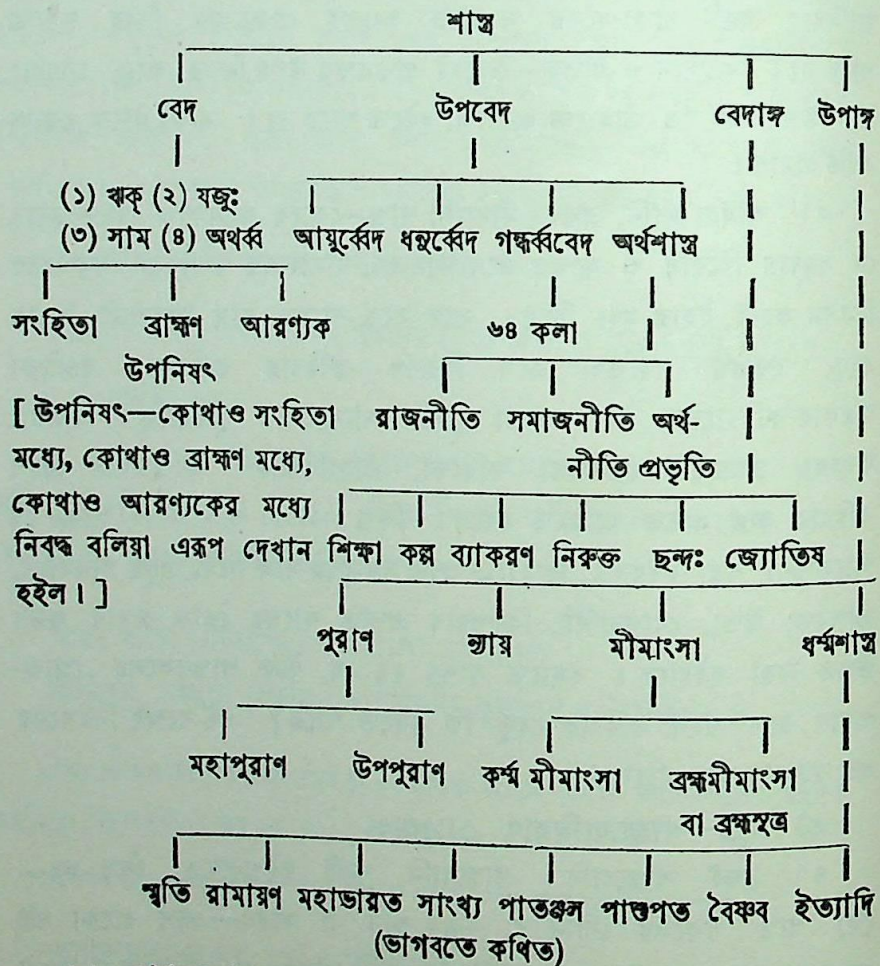 শাস্ত্র
বেদ উপবেদ বেদাঙ্গ উপাঙ্গ
(১) ঋক্ (২) যজুঃ
(৩) সাম (৪) অথর্ব্ব আয়ুর্ব্বেদ ধনুর্ব্বেদ গন্ধর্ব্ববেদ অর্থশাস্ত্র
সংহিতা ব্রাহ্মণ আরণ্যক ৬৪ কলা
উপনিষৎ
[ উপনিষৎ—কোথাও সংহিতা রাজনীতি সমাজনীতি অর্থ-
মধ্যে, কোথাও ব্রাহ্মণ মধ্যে, নীতি প্রভৃতি
কোথাও আরণ্যকের মধ্যে
নিবদ্ধ বলিয়া এরূপ দেখান শিক্ষা কল্প ব্যাকরণ নিরুক্ত ছন্দঃ জ্যোতিষ
হইল। ]
পুরাণ ন্যায় মীমাংসা ধর্ম্মশাস্ত্র
মহাপুরাণ উপপুরাণ কর্ম্ম মীমাংসা ব্রহ্মমীমাংসা
বা ব্রহ্মসূত্র
স্মৃতি রামায়ণ মহাভারত সাংখ্য পাতঞ্জল পাশুপত বৈষ্ণব ইত্যাদি
(ভাগবতে কথিত)